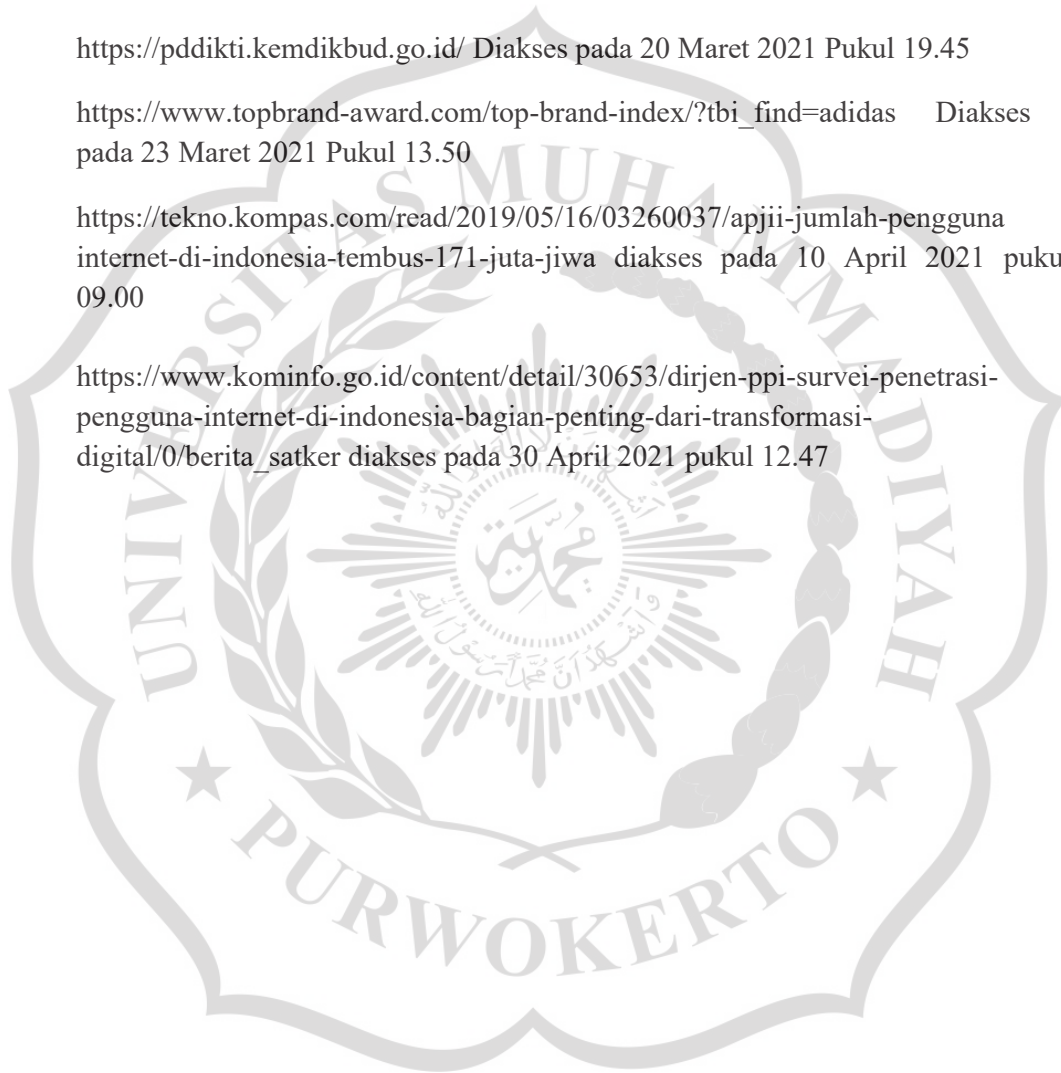 https://pddikti.kemdikbud.go.id/ Diakses pada 20 Maret 2021 Pukul 19.45
https://www.topbrand-award.com/top-brand-index/?tbi_find=adidas Diakses
pada 23 Maret 2021 Pukul 13.50
https://tekno.kompas.com/read/2019/05/16/03260037/apjii-jumlah-pengguna
internet-di-indonesia-tembus-171-juta-jiwa diakses pada 10 April 2021 puku
09.00
https://www.kominfo.go.id/content/detail/30653/dirjen-ppi-survei-penetrasi-
pengguna-internet-di-indonesia-bagian-penting-dari-transformasi-
digital/0/berita_satker diakses pada 30 April 2021 pukul 12.47
UNIVERSITAS MUHAMMADIYAH
PURWOKERTO